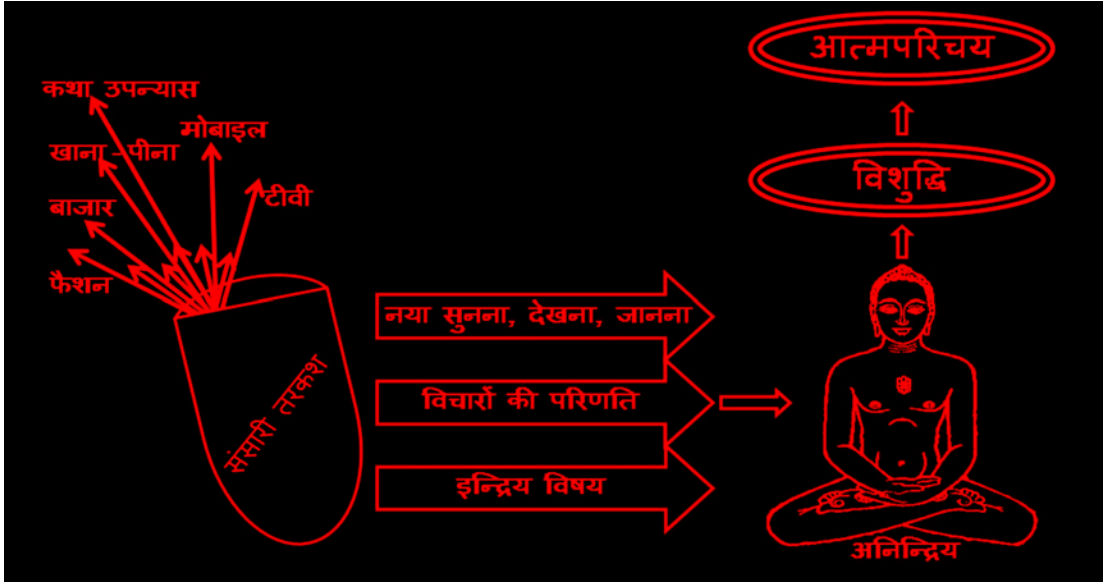 आत्मपरिचय
कथा उपन्यास
मोबाइल
खाना-पीना
विशुद्धि
टीवी
बाजार
फैशन
नया सुनना, देखना, जानना
विचारों की परिणति
संसारी तरकश
इन्द्रिय विषय
अनिन्द्रिय